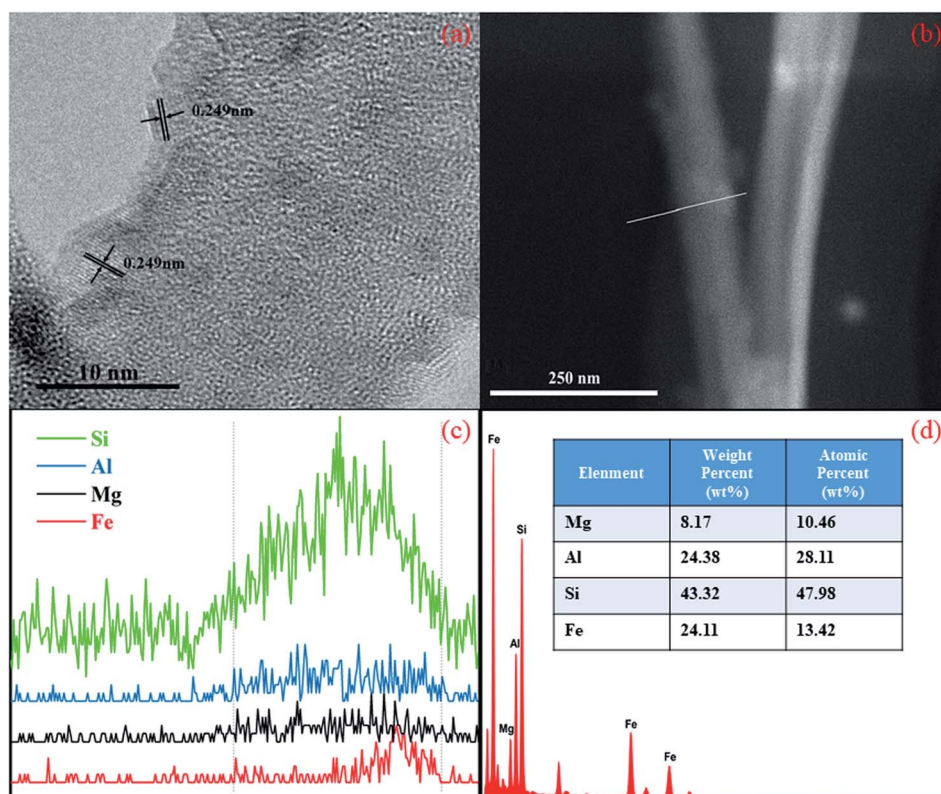 (a)
0.249nm
0.249nm
10 nm
(b)
250 nm
(c)
Si
Al
Mg
Fe
(d)
Fe
Si
Al
Mg
Fe
Fe
Elenment Weight Percent (wt%) Atomic Percent (wt%)
Mg 8.17 10.46
Al 24.38 28.11
Si 43.32 47.98
Fe 24.11 13.42